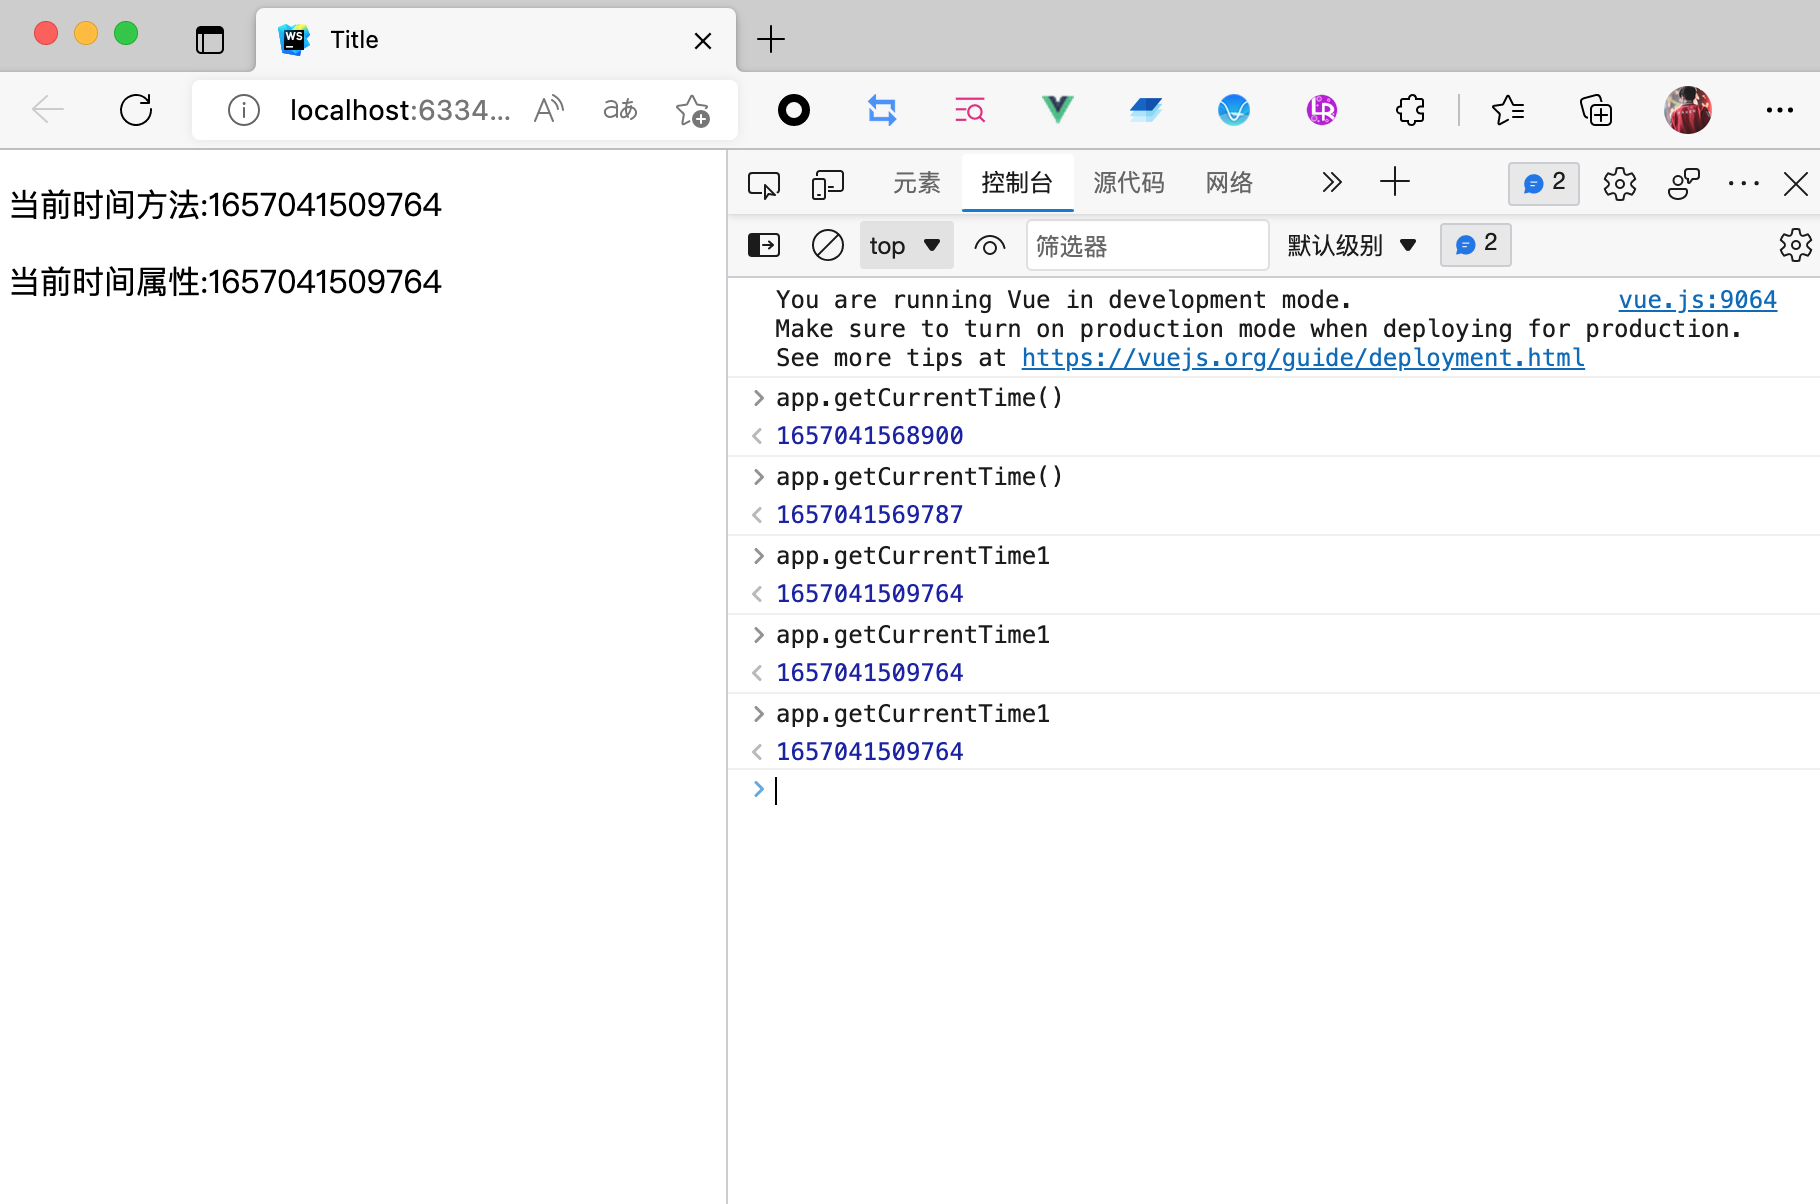 WS
Title
localhost:6334...
A
aあ
LR
当前时间方法:1657041509764
当前时间属性:1657041509764
元素
控制台
源代码
网络
2
top
筛选器
默认级别
2
You are running Vue in development mode.
vue.js:9064
Make sure to turn on production mode when deploying for production.
See more tips at https://vuejs.org/guide/deployment.html
> app.getCurrentTime()
< 1657041568900
> app.getCurrentTime()
< 1657041569787
> app.getCurrentTime1
< 1657041509764
> app.getCurrentTime1
< 1657041509764
> app.getCurrentTime1
< 1657041509764
>